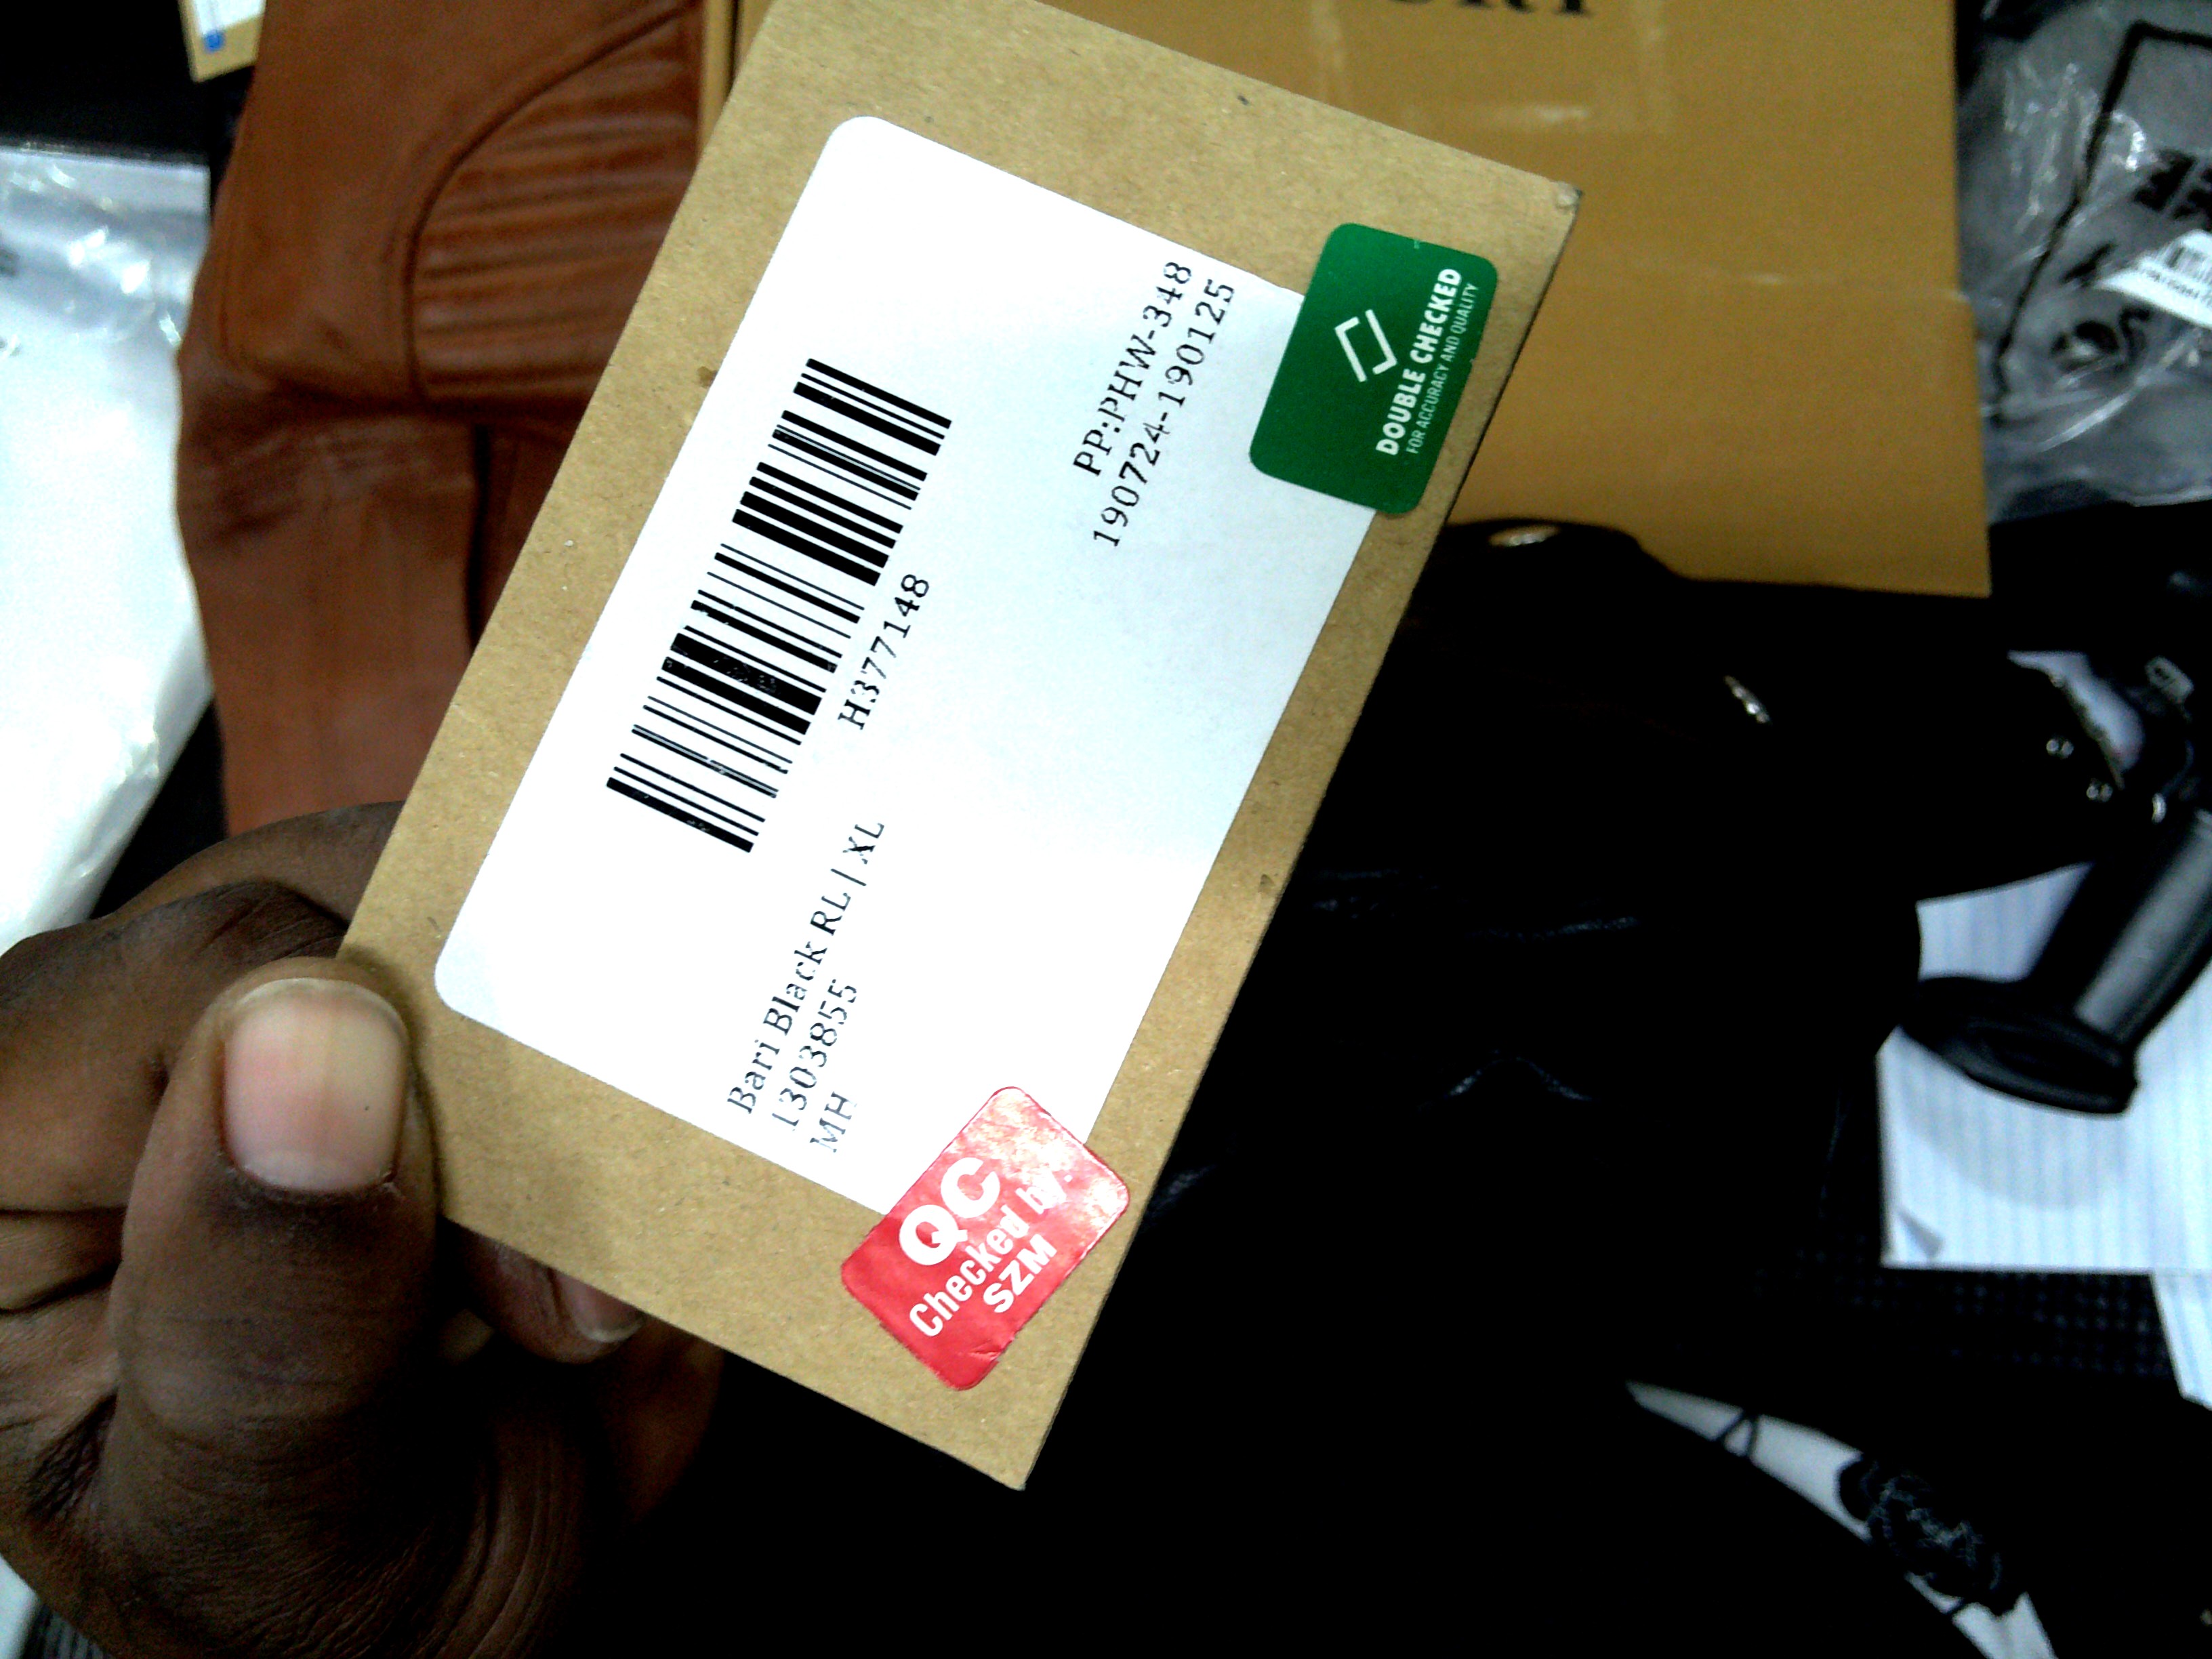 H377148
Bari Black RL | XL
1303855
MH
PP:PHW-348
190724-190125
DOUBLE CHECKED
FOR ACCURACY AND QUALITY
QC
Checked by
SZM